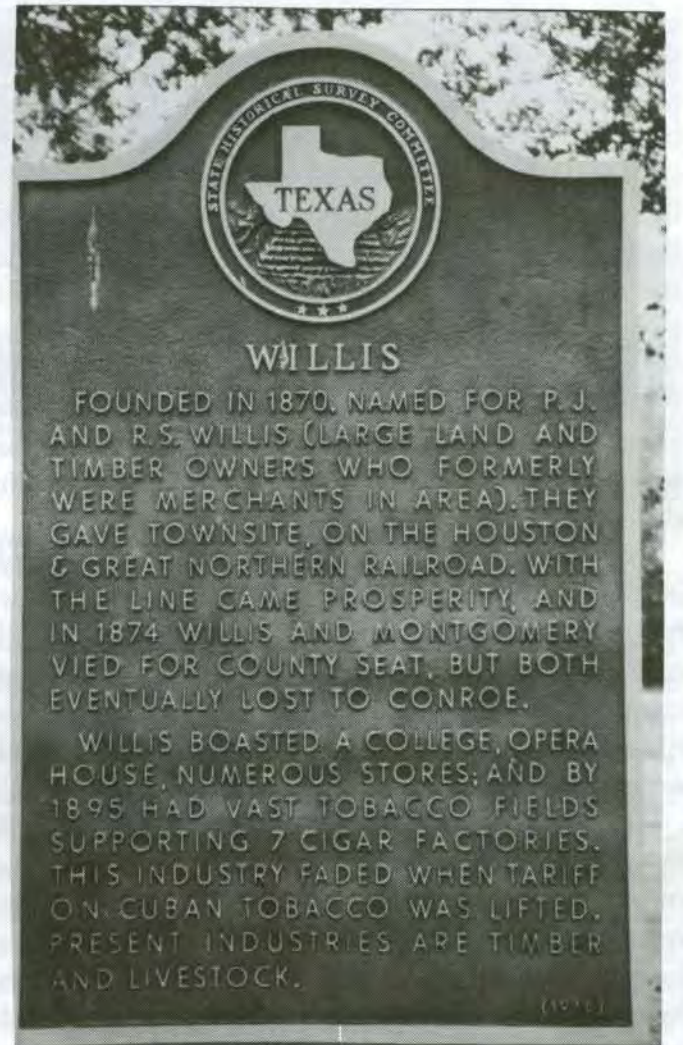 STATE HISTORICAL SURVEY COMMITTEE
TEXAS
WILLIS
FOUNDED IN 1870. NAMED FOR P.J.
AND R.S. WILLIS (LARGE LAND AND
TIMBER OWNERS WHO FORMERLY
WERE MERCHANTS IN AREA). THEY
GAVE TOWNSITE, ON THE HOUSTON
& GREAT NORTHERN RAILROAD. WITH
THE LINE CAME PROSPERITY, AND
IN 1874 WILLIS AND MONTGOMERY
VIED FOR COUNTY SEAT, BUT BOTH
EVENTUALLY LOST TO CONROE.
WILLIS BOASTED A COLLEGE, OPERA
HOUSE, NUMEROUS STORES; AND BY
1895 HAD VAST TOBACCO FIELDS
SUPPORTING 7 CIGAR FACTORIES.
THIS INDUSTRY FADED WHEN TARIFF
ON CUBAN TOBACCO WAS LIFTED.
PRESENT INDUSTRIES ARE TIMBER
AND LIVESTOCK.